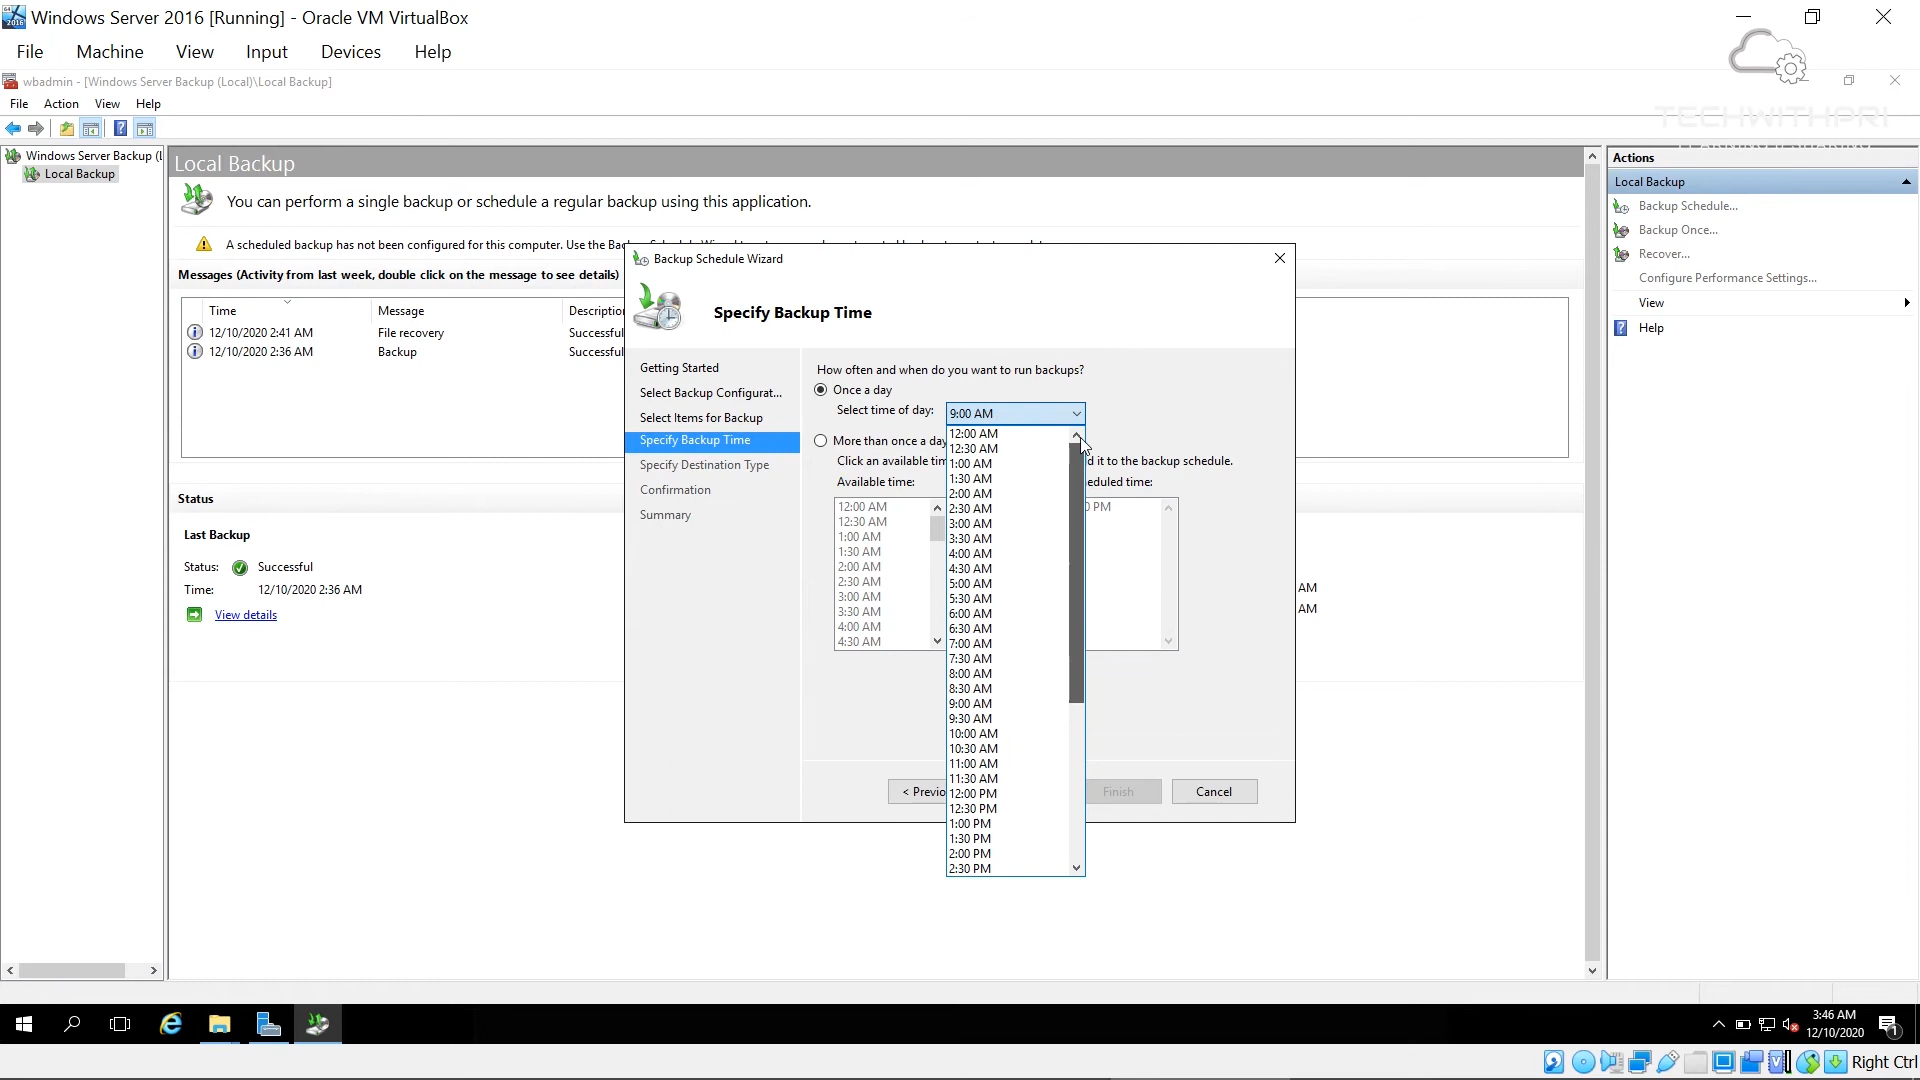 Windows Server 2016 [Running] - Oracle VM VirtualBox
File Machine View Input Devices Help
wbadmin - [Windows Server Backup (Local)\Local Backup]
File Action View Help
TECHWITHPRI
Windows Server Backup (L
Local Backup
Local Backup
You can perform a single backup or schedule a regular backup using this application.
A scheduled backup has not been configured for this computer. Use the
Messages (Activity from last week, double click on the message to see details)
Time Message Descriptio
12/10/2020 2:41 AM File recovery Successful
12/10/2020 2:36 AM Backup Successful
Status
Last Backup
Status: Successful
Time: 12/10/2020 2:36 AM
View details
AM
AM
Backup Schedule Wizard
Specify Backup Time
Getting Started
Select Backup Configurat...
Select Items for Backup
Specify Backup Time
Specify Destination Type
Confirmation
Summary
How often and when do you want to run backups?
Once a day
Select time of day: 9:00 AM
More than once a day
Click an available tim d it to the backup schedule.
Available time: eduled time:
12:00 AM
12:30 AM
1:00 AM
1:30 AM
2:00 AM
2:30 AM
3:00 AM
3:30 AM
4:00 AM
4:30 AM
PM
12:00 AM
12:30 AM
1:00 AM
1:30 AM
2:00 AM
2:30 AM
3:00 AM
3:30 AM
4:00 AM
4:30 AM
5:00 AM
5:30 AM
6:00 AM
6:30 AM
7:00 AM
7:30 AM
8:00 AM
8:30 AM
9:00 AM
9:30 AM
10:00 AM
10:30 AM
11:00 AM
11:30 AM
12:00 PM
12:30 PM
1:00 PM
1:30 PM
2:00 PM
2:30 PM
< Previo Finish Cancel
Actions
Local Backup
Backup Schedule...
Backup Once...
Recover...
Configure Performance Settings...
View
Help
3:46 AM
12/10/2020
1
Right Ctrl